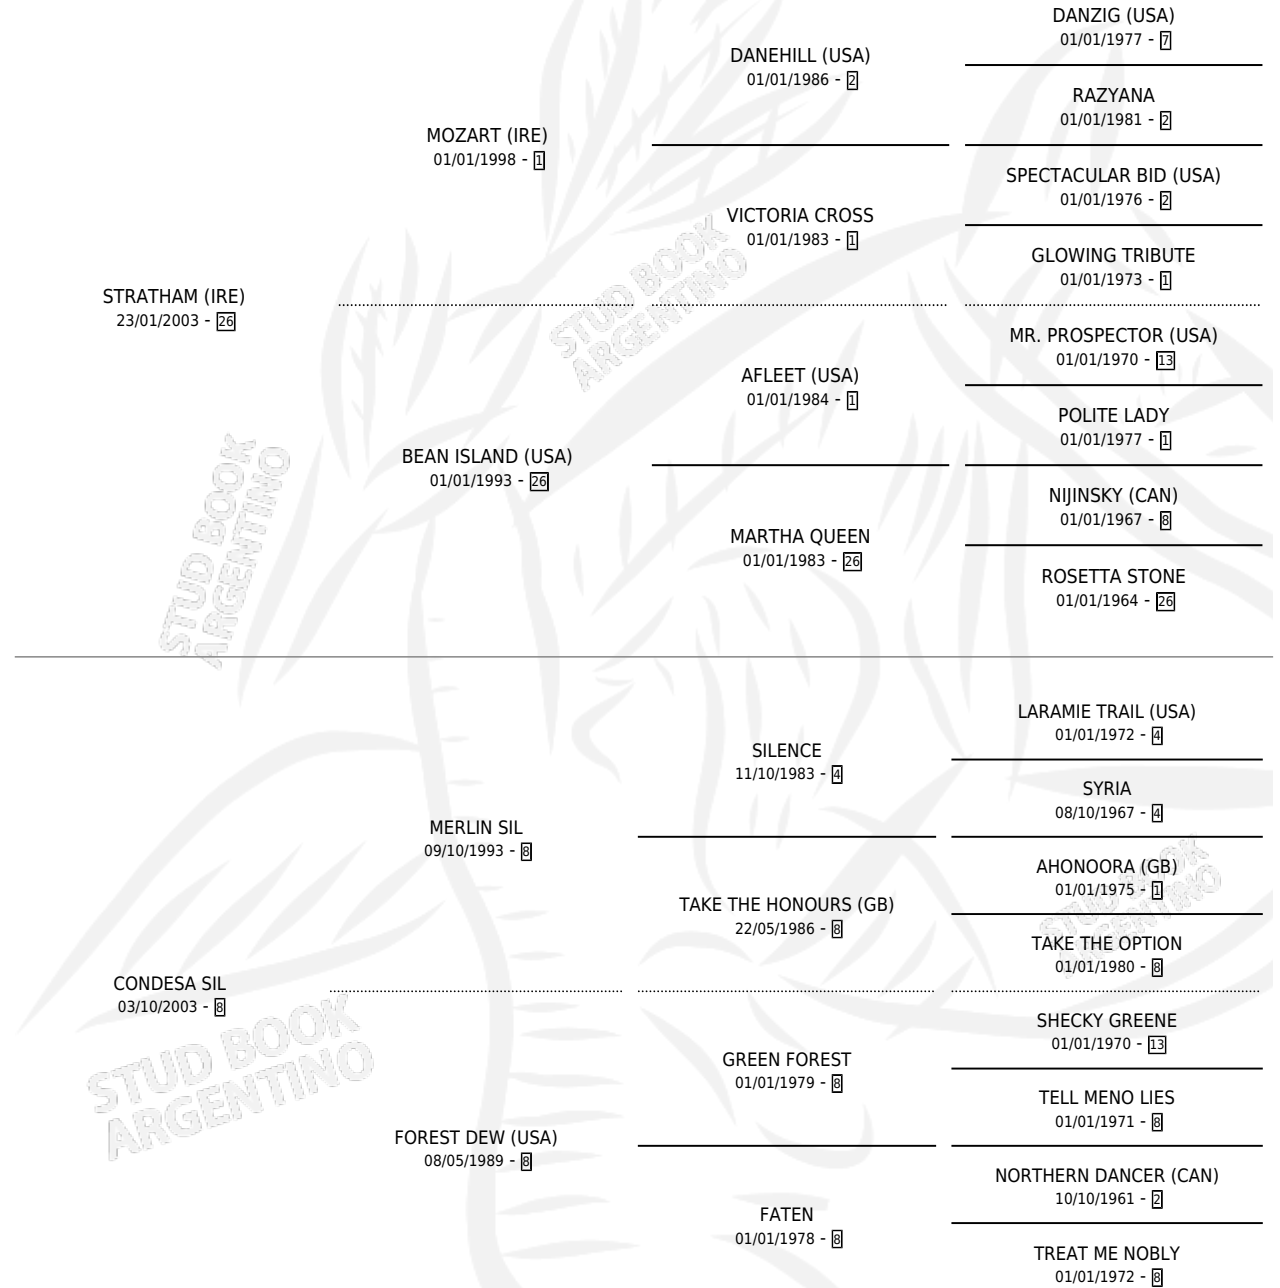 DANZIG (USA)
01/01/1977 - 7
DANEHILL (USA)
01/01/1986 - 2
RAZYANA
01/01/1981 - 2
MOZART (IRE)
01/01/1998 - 1
SPECTACULAR BID (USA)
01/01/1976 - 2
VICTORIA CROSS
01/01/1983 - 1
GLOWING TRIBUTE
01/01/1973 - 1
STUD BOOK
ARGENTINO
STRATHAM (IRE)
23/01/2003 - 26
MR. PROSPECTOR (USA)
01/01/1970 - 13
AFLEET (USA)
01/01/1984 - 1
POLITE LADY
01/01/1977 - 1
BEAN ISLAND (USA)
01/01/1993 - 26
NIJINSKY (CAN)
01/01/1967 - 8
MARTHA QUEEN
01/01/1983 - 26
ROSETTA STONE
01/01/1964 - 26
STUD BOOK
ARGENTINO
LARAMIE TRAIL (USA)
01/01/1972 - 4
SILENCE
11/10/1983 - 4
SYRIA
08/10/1967 - 4
MERLIN SIL
09/10/1993 - 8
AHONOORA (GB)
01/01/1975 - 1
TAKE THE HONOURS (GB)
22/05/1986 - 8
STUD BOOK
ARGENTINO
TAKE THE OPTION
01/01/1980 - 8
CONDESA SIL
03/10/2003 - 8
STUD BOOK
ARGENTINO
SHECKY GREENE
01/01/1970 - 13
GREEN FOREST
01/01/1979 - 8
TELL MENO LIES
01/01/1971 - 8
FOREST DEW (USA)
08/05/1989 - 8
NORTHERN DANCER (CAN)
10/10/1961 - 2
FATEN
01/01/1978 - 8
TREAT ME NOBLY
01/01/1972 - 8